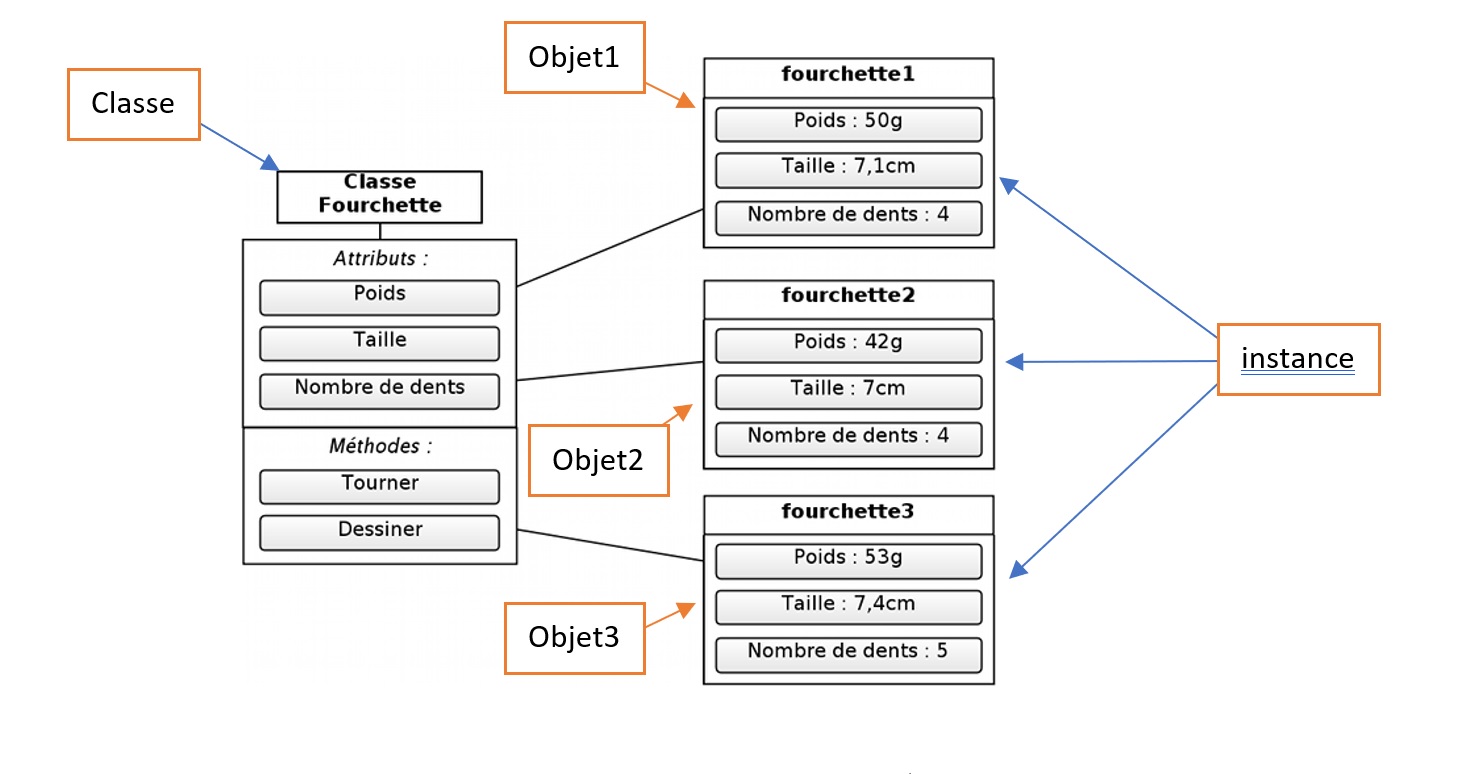 Classe
Classe
Fourchette
Attributs :
Poids
Taille
Nombre de dents
Méthodes :
Tourner
Dessiner
Objet1
fourchette1
Poids : 50g
Taille : 7,1cm
Nombre de dents : 4
Objet2
fourchette2
Poids : 42g
Taille : 7cm
Nombre de dents : 4
Objet3
fourchette3
Poids : 53g
Taille : 7,4cm
Nombre de dents : 5
instance